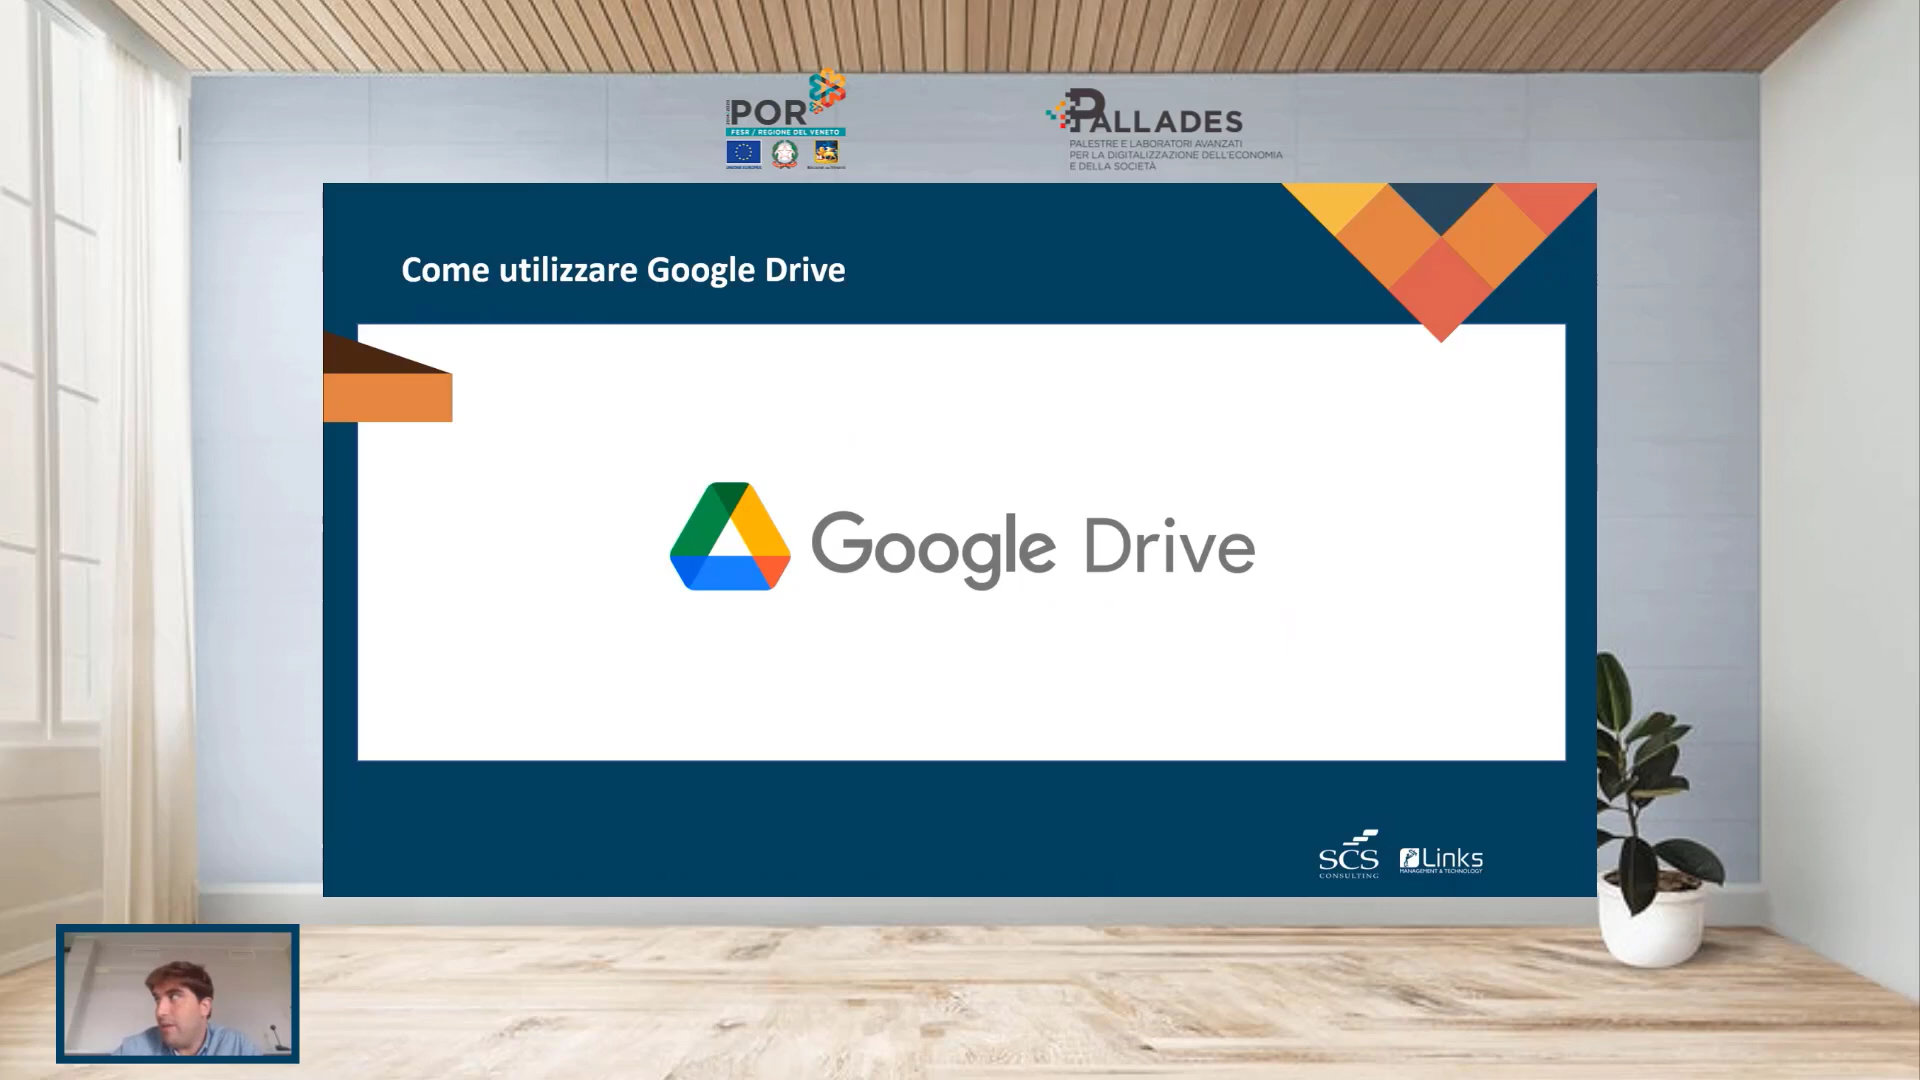 POR
FESR / REGIONE DEL VENETO
PALLADES
PALESTRE E LABORATORI AVANZATI
PER LA DIGITALIZZAZIONE DELL'ECONOMIA
E DELLA SOCIETÀ
Come utilizzare Google Drive
Google Drive
SCS
CONSULTING
Links
MANAGEMENT & TECHNOLOGY